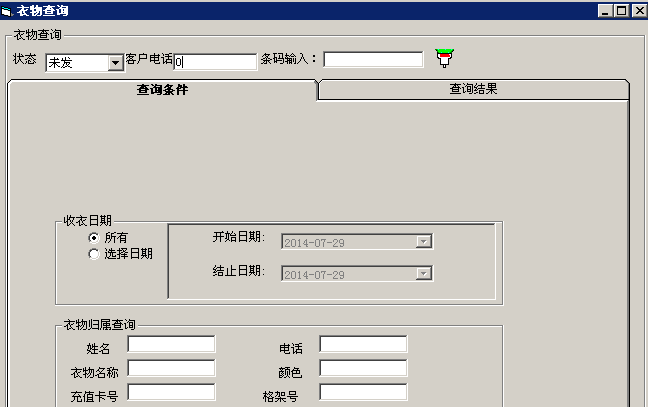 衣物查询
衣物查询
状态 未发 客户电话 0 条码输入：
查询条件 查询结果
收衣日期
所有 开始日期: 2014-07-29
选择日期
结止日期: 2014-07-29
衣物归属查询
姓名 电话
衣物名称 颜色
充值卡号 格架号